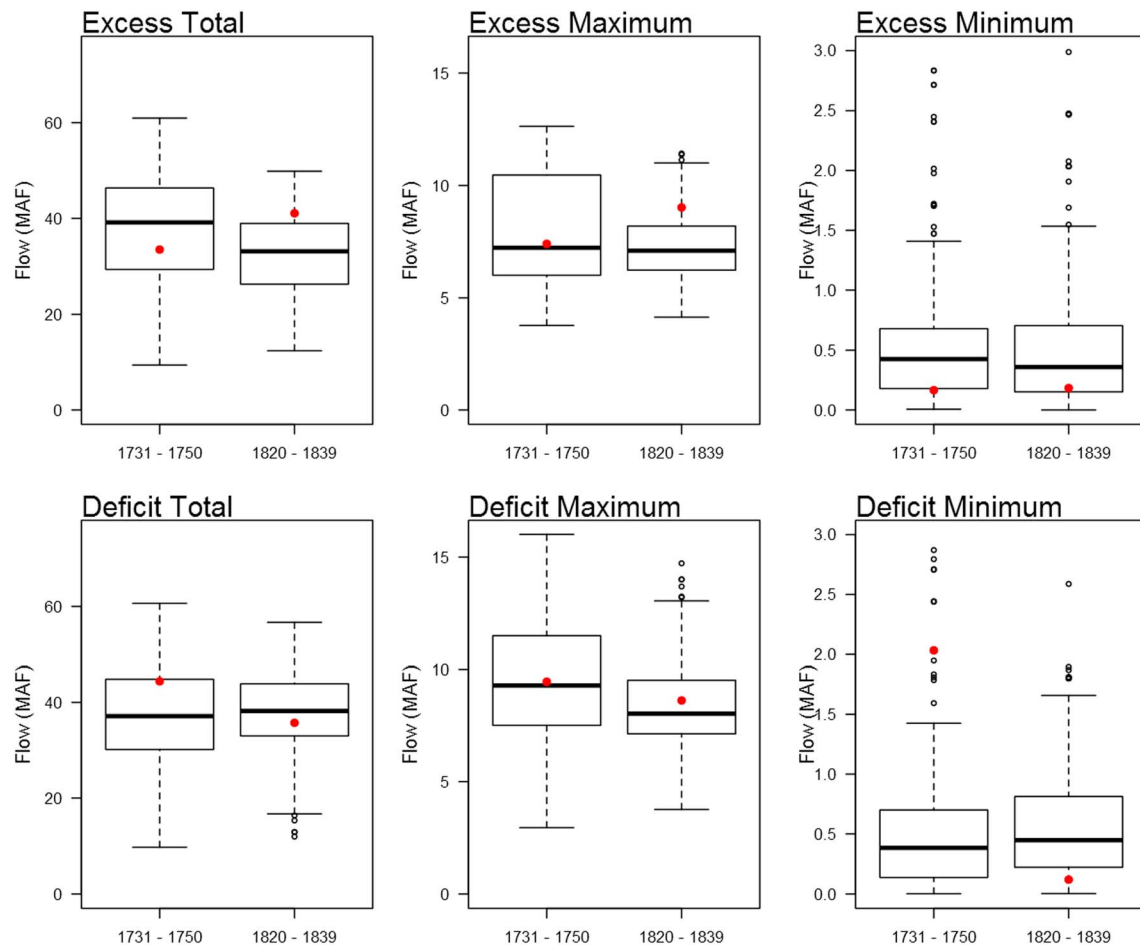 Excess Total
Flow (MAF)
60
40
20
0
1731 - 1750
1820 - 1839
Excess Maximum
Flow (MAF)
15
10
5
0
1731 - 1750
1820 - 1839
Excess Minimum
Flow (MAF)
3.0
2.5
2.0
1.5
1.0
0.5
0.0
1731 - 1750
1820 - 1839
Deficit Total
Flow (MAF)
60
40
20
0
1731 - 1750
1820 - 1839
Deficit Maximum
Flow (MAF)
15
10
5
0
1731 - 1750
1820 - 1839
Deficit Minimum
Flow (MAF)
3.0
2.5
2.0
1.5
1.0
0.5
0.0
1731 - 1750
1820 - 1839